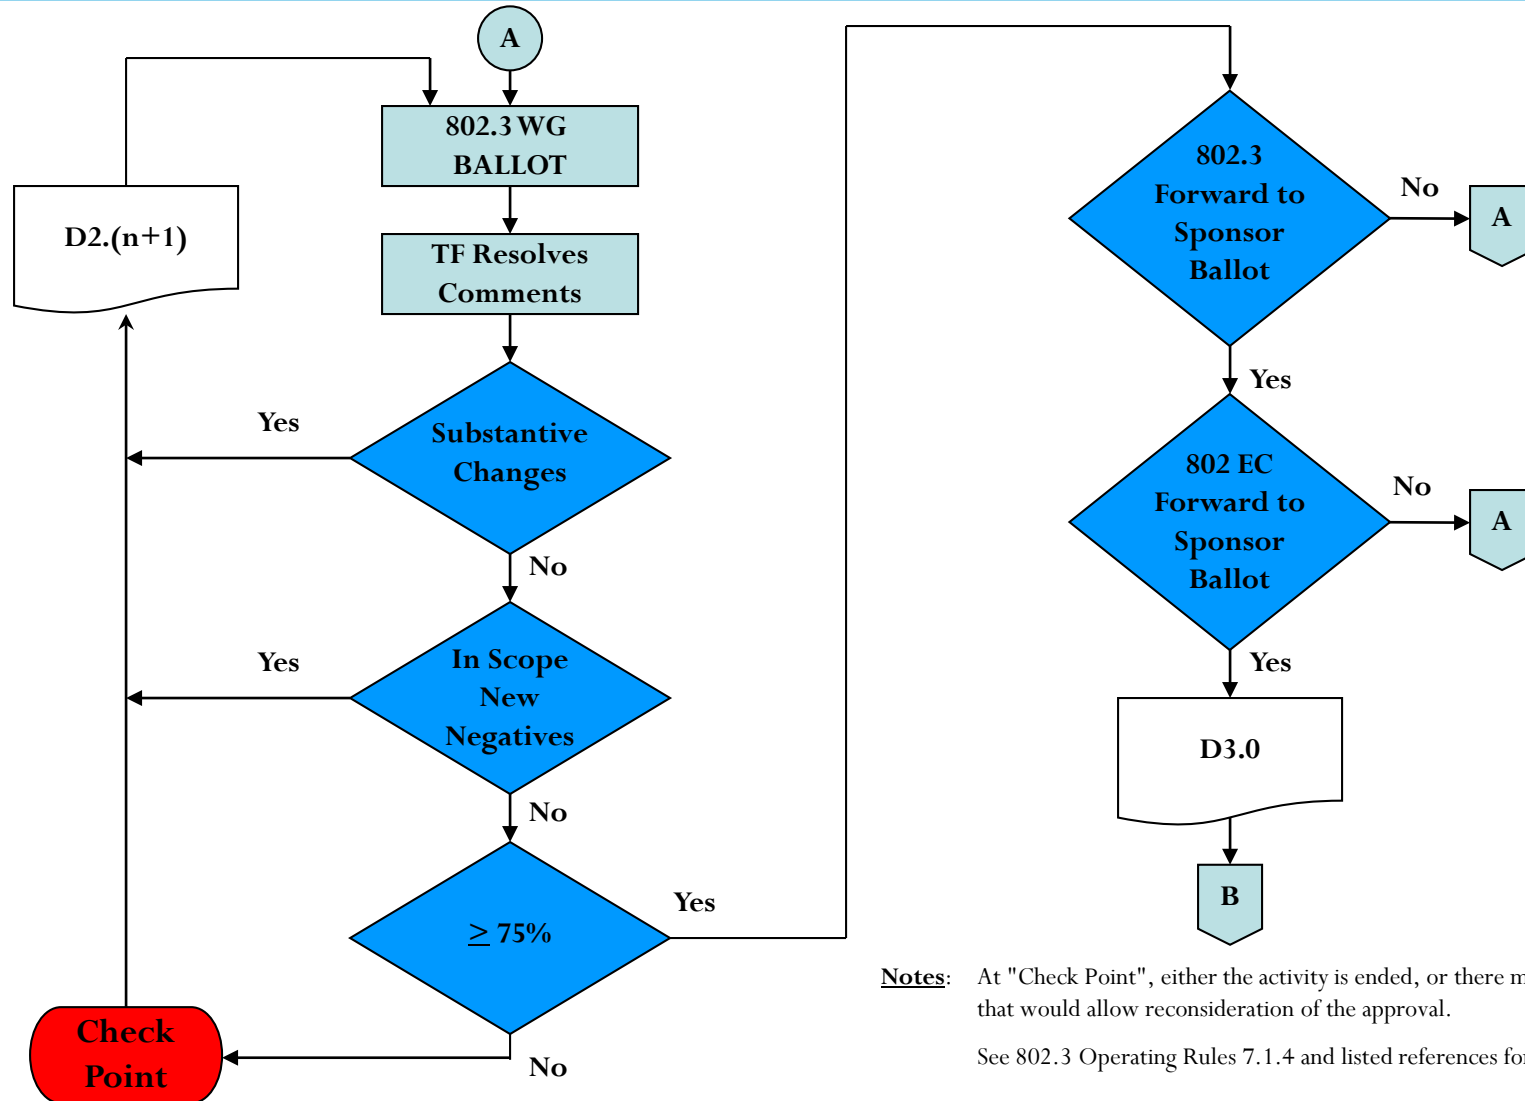 A
802.3 WG
BALLOT
D2.(n+1)
TF Resolves
Comments
Yes
Substantive
Changes
No
Yes
In Scope
New
Negatives
No
≥ 75%
Yes
No
Check
Point
802.3
Forward to
Sponsor
Ballot
No
A
Yes
802 EC
Forward to
Sponsor
Ballot
No
A
Yes
D3.0
B
Notes: At "Check Point", either the activity is ended, or there
that would allow reconsideration of the approval.
See 802.3 Operating Rules 7.1.4 and listed references for